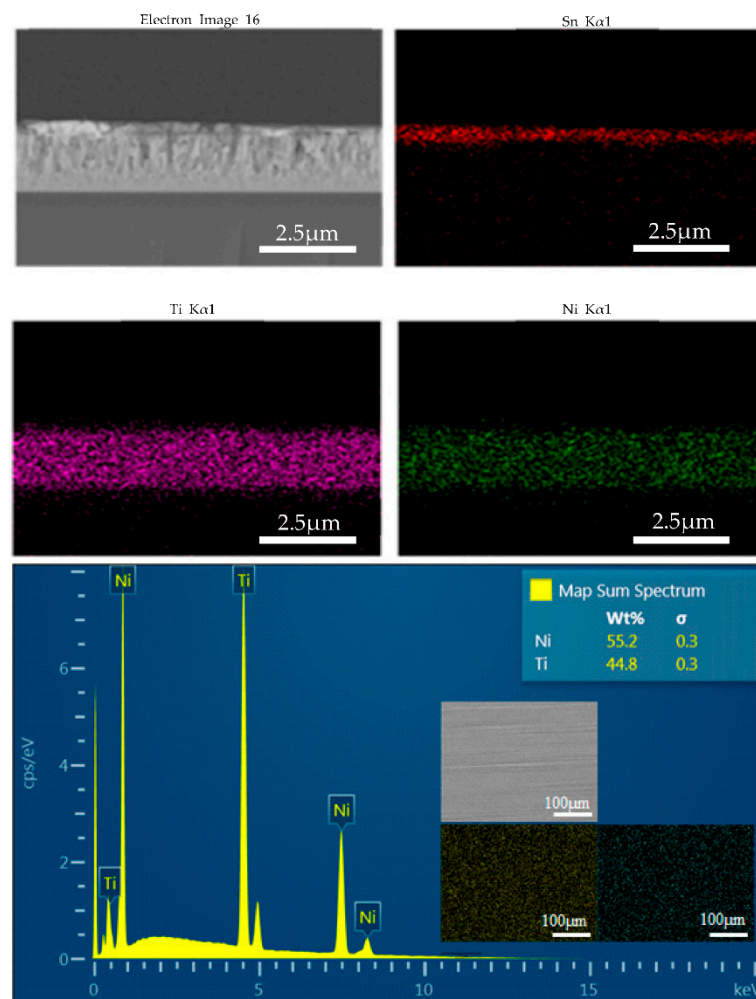 Electron Image 16
Sn Kα1
2.5μm
2.5μm
Ti Kα1
Ni Kα1
2.5μm
2.5μm
Ni
Ti
Map Sum Spectrum
Wt% σ
Ni 55.2 0.3
Ti 44.8 0.3
6
cps/eV
4
100μm
Ni
2
Ti
Ni
100μm
100μm
0
0
5
10
15
keV